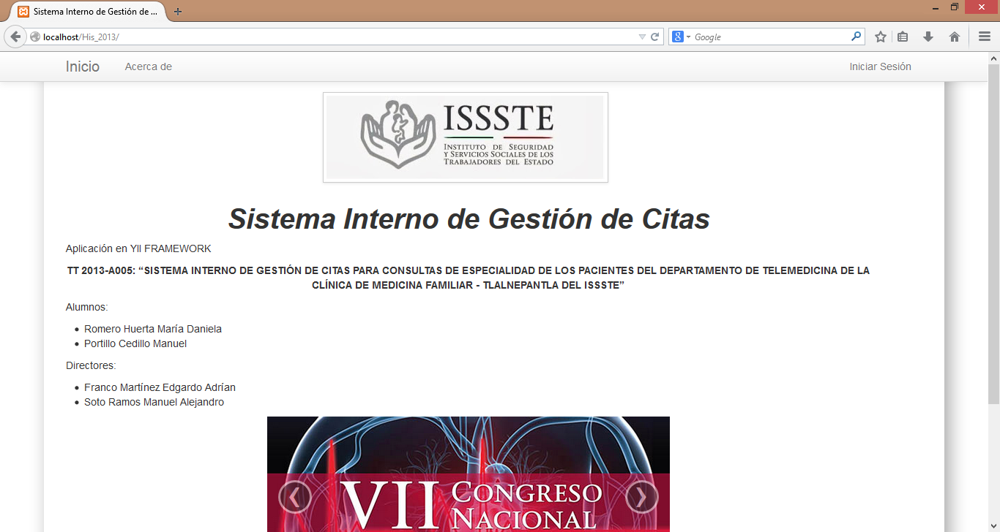 Sistema Interno de Gestión de ...
localhost/His_2013/
8 Google
Inicio Acerca de Iniciar Sesión
ISSSTE
INSTITUTO DE SEGURIDAD
Y SERVICIOS SOCIALES DE LOS
TRABAJADORES DEL ESTADO
Sistema Interno de Gestión de Citas
Aplicación en YII FRAMEWORK
TT 2013-A005: “SISTEMA INTERNO DE GESTIÓN DE CITAS PARA CONSULTAS DE ESPECIALIDAD DE LOS PACIENTES DEL DEPARTAMENTO DE TELEMEDICINA DE LA
CLÍNICA DE MEDICINA FAMILIAR - TLALNEPANTLA DEL ISSSTE”
Alumnos:
Romero Huerta María Daniela
Portillo Cedillo Manuel
Directores:
Franco Martínez Edgardo Adrían
Soto Ramos Manuel Alejandro
VII CONGRESO
NACIONAL